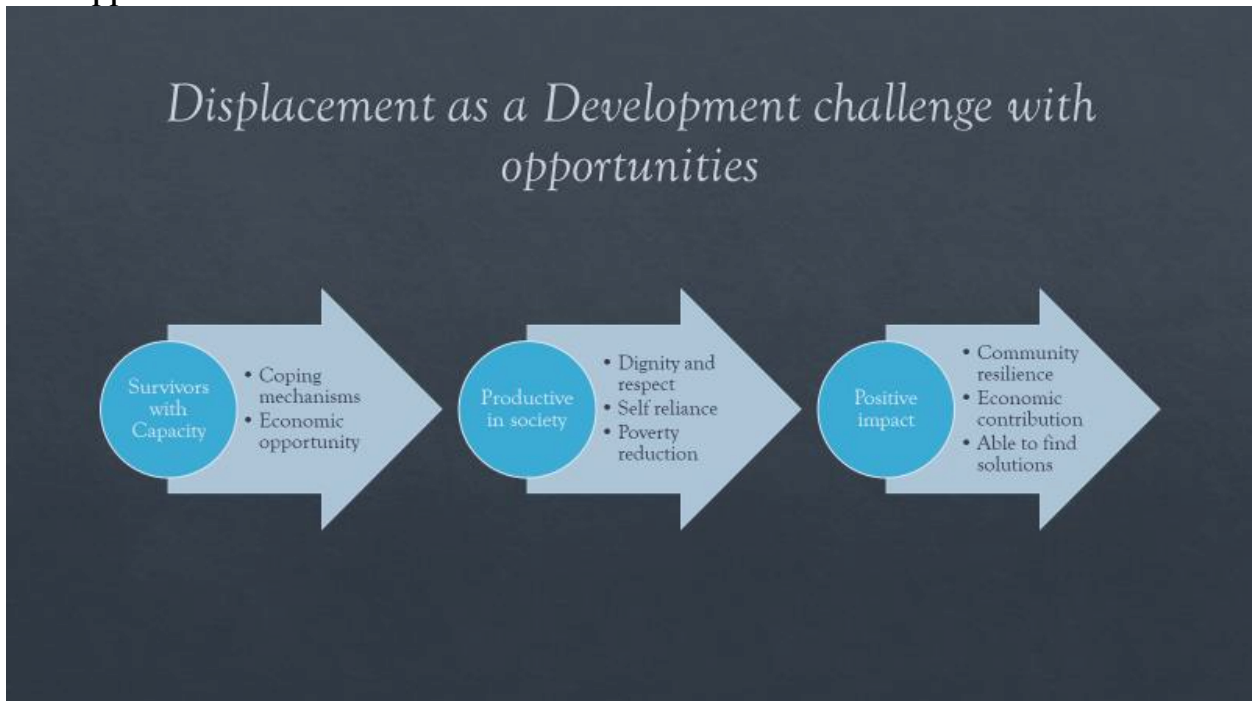 Displacement as a Development challenge with
opportunities
Survivors
with
Capacity
• Coping
mechanisms
• Economic
opportunity
Productive
in society
• Dignity and
respect
• Self reliance
• Poverty
reduction
Positive
impact
• Community
resilience
• Economic
contribution
• Able to find
solutions